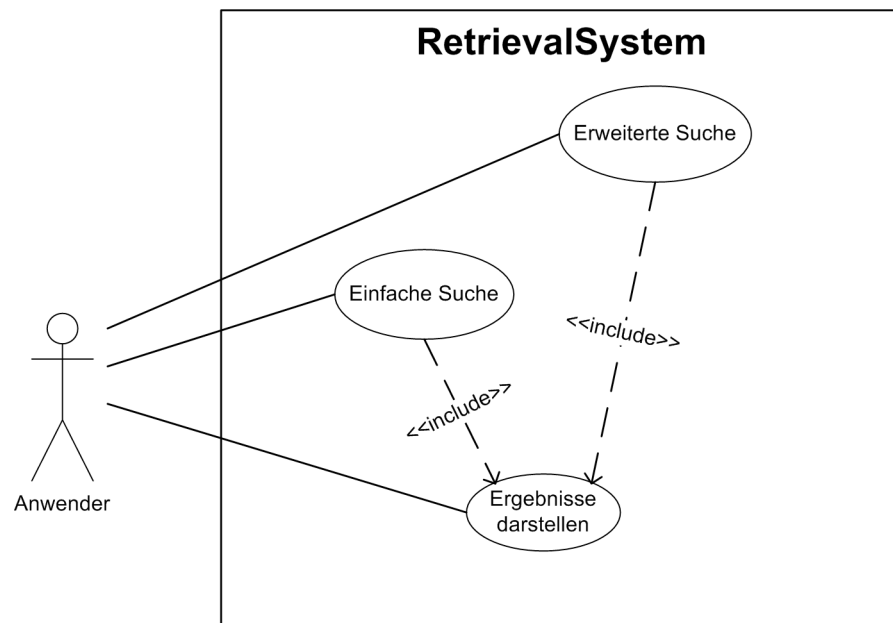 RetrievalSystem
Erweiterte Suche
Einfache Suche
<<include>>
<<include>>
Ergebnisse
darstellen
Anwender